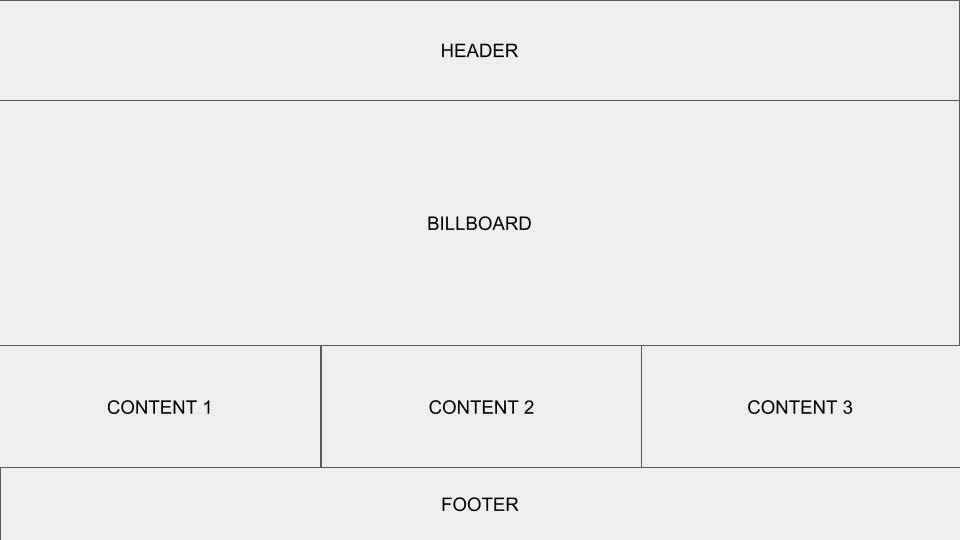 HEADER
BILLBOARD
CONTENT 1
CONTENT 2
CONTENT 3
FOOTER